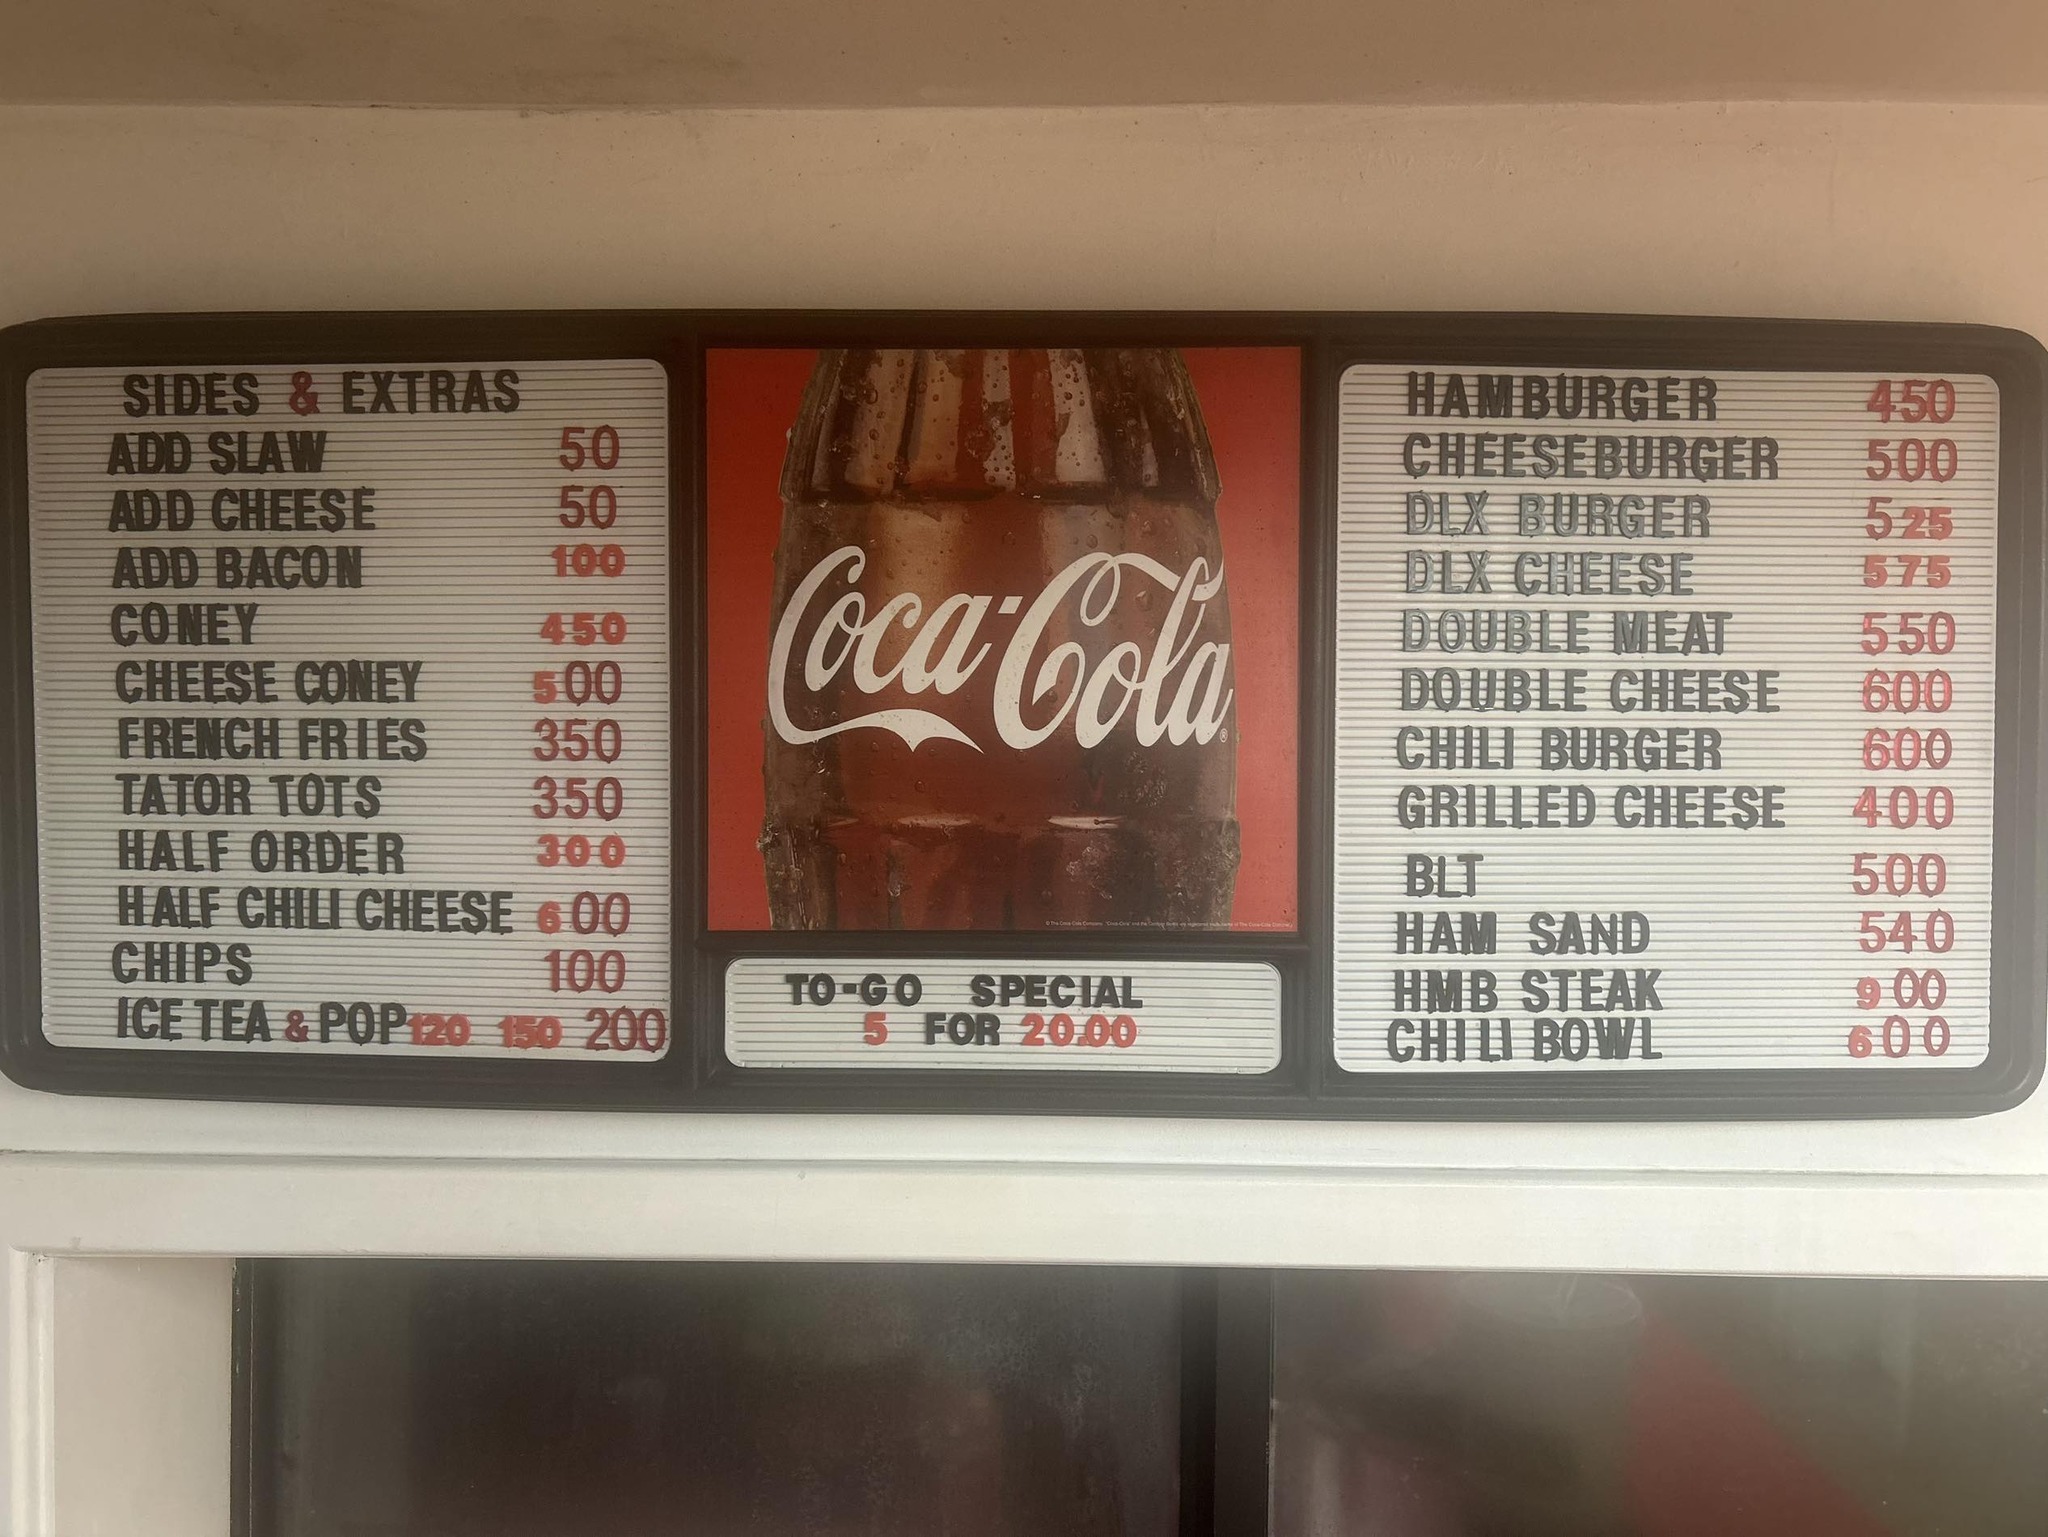 SIDES & EXTRAS
ADD SLAW 50
ADD CHEESE 50
ADD BACON 100
CONEY 450
CHEESE CONEY 500
FRENCH FRIES 350
TATOR TOTS 350
HALF ORDER 300
HALF CHILI CHEESE 600
CHIPS 100
ICE TEA & POP 120 150 200
Coca-Cola®
TO-GO SPECIAL
5 FOR 20.00
HAMBURGER 450
CHEESEBURGER 500
DLX BURGER 525
DLX CHEESE 575
DOUBLE MEAT 550
DOUBLE CHEESE 600
CHILI BURGER 600
GRILLED CHEESE 400
BLT 500
HAM SAND 540
HMB STEAK 900
CHILI BOWL 600